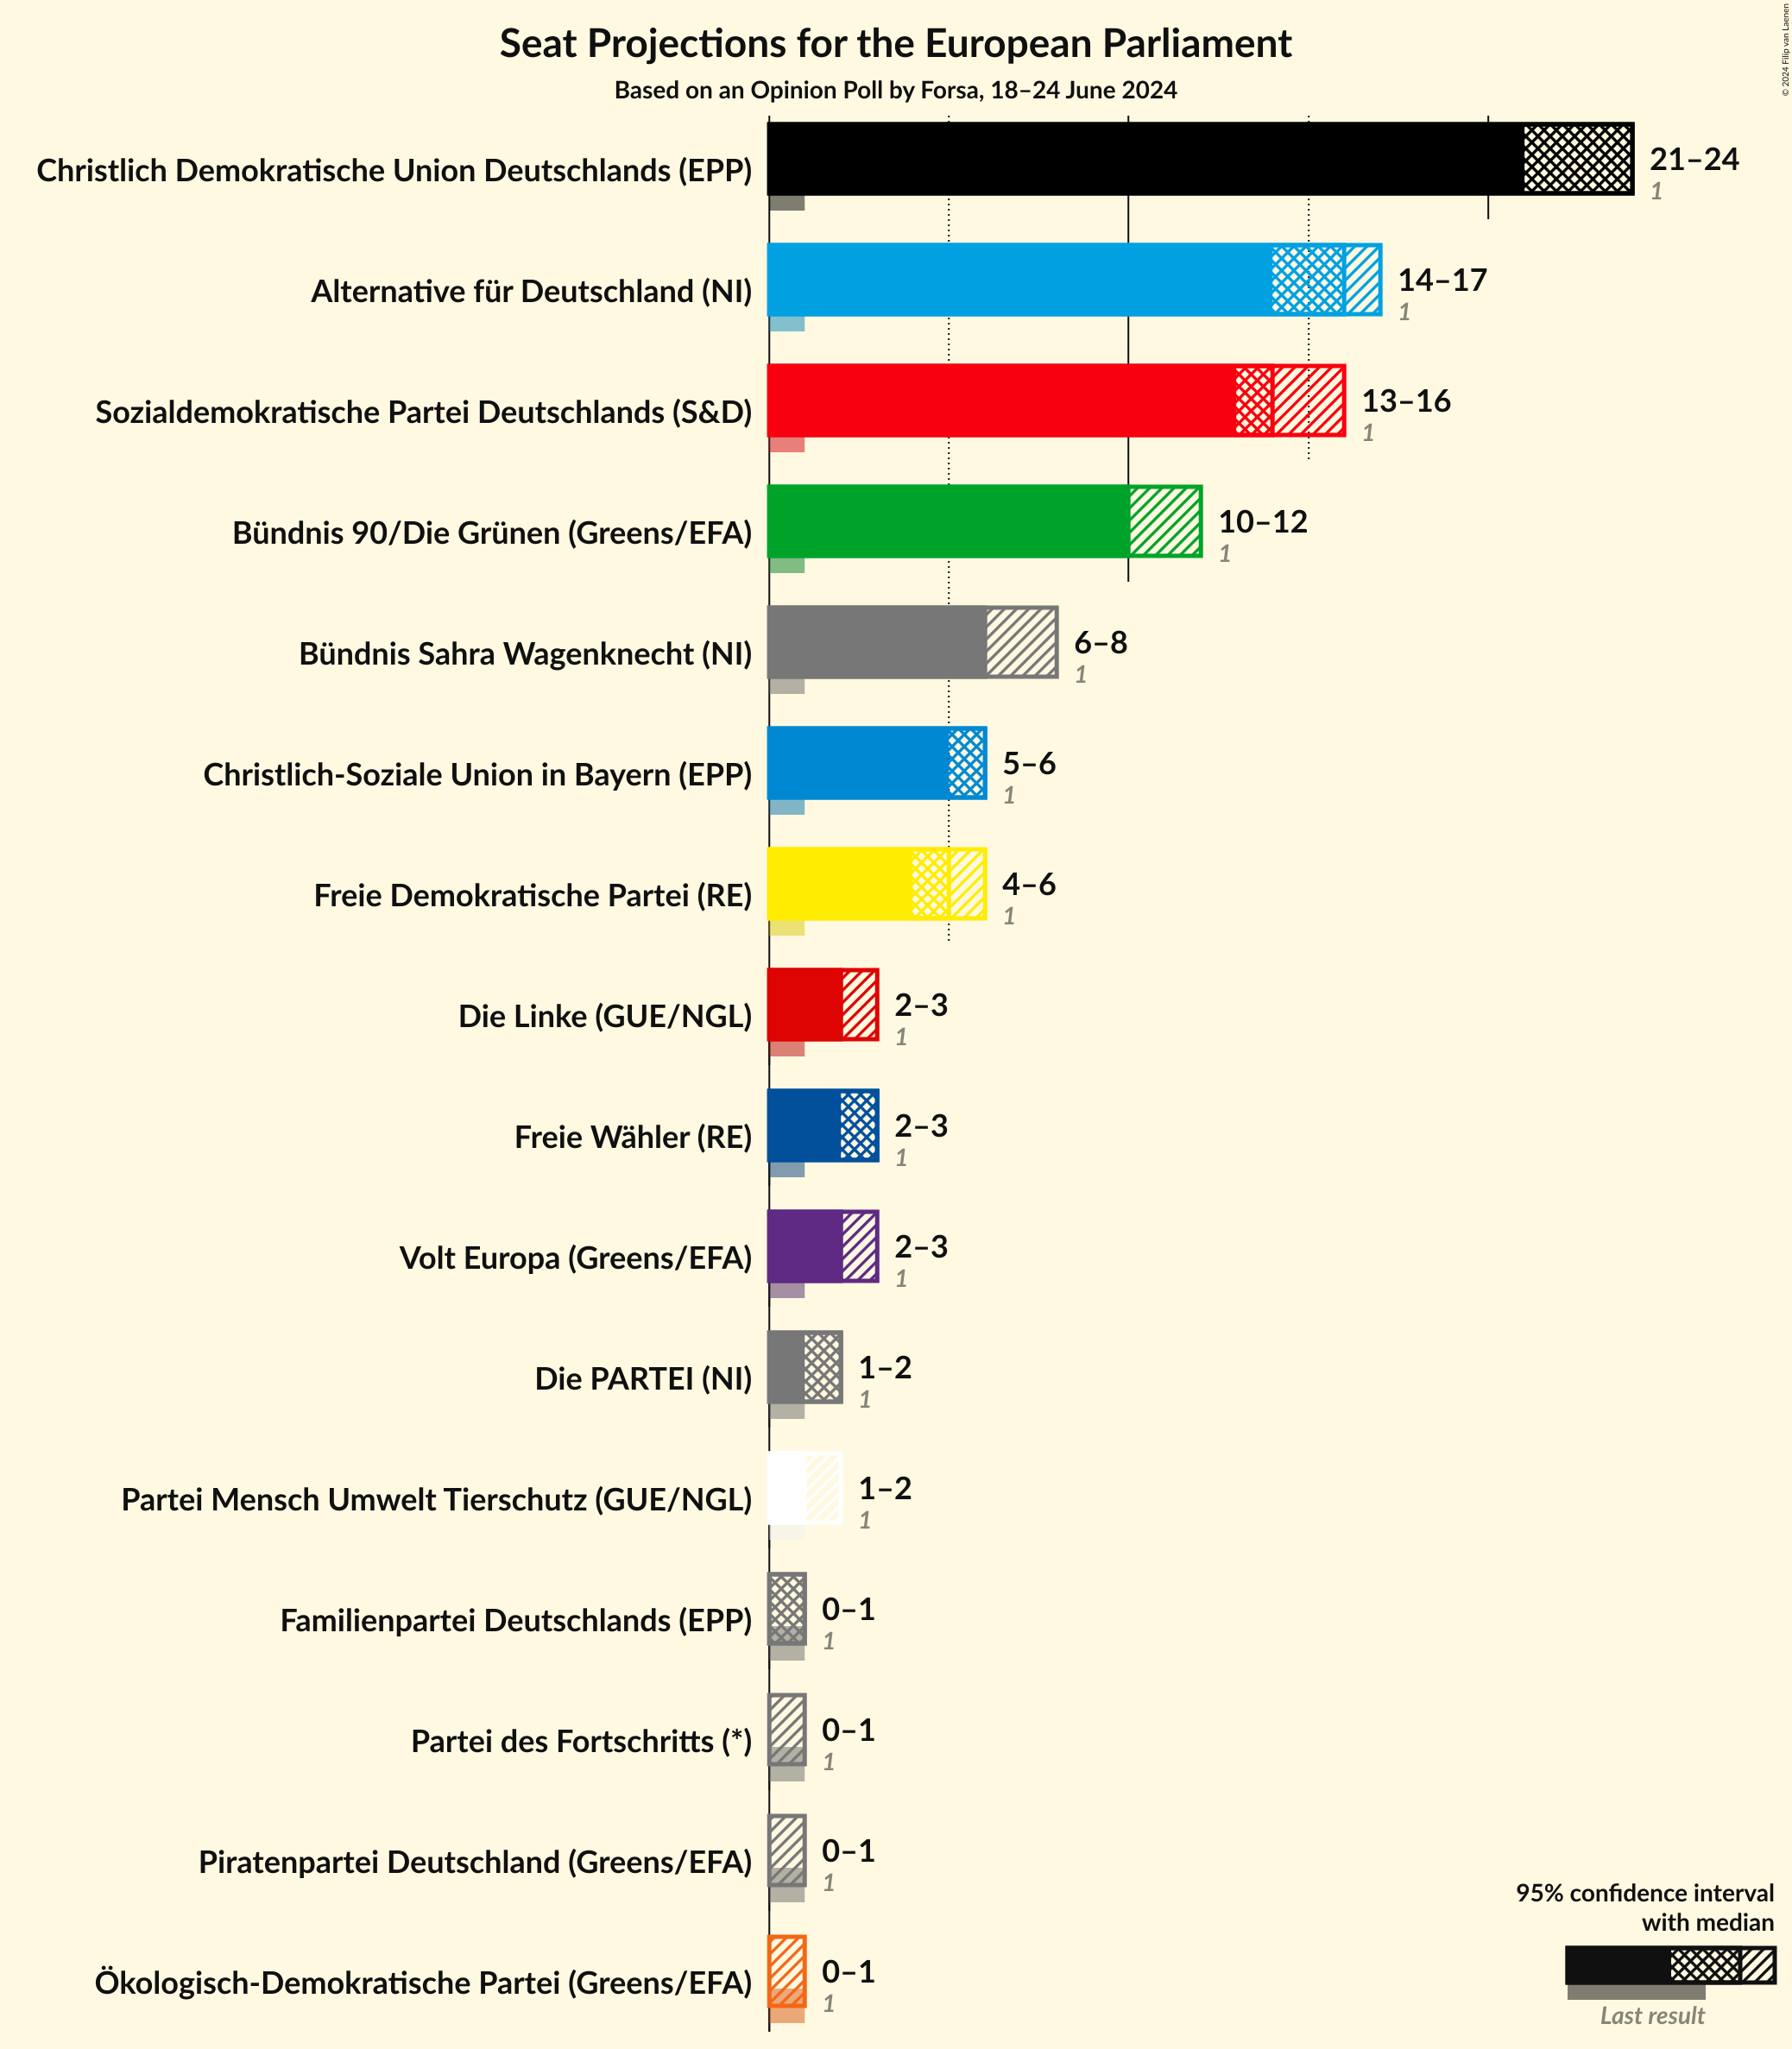 Seat Projections for the European Parliament
Based on an Opinion Poll by Forsa, 18–24 June 2024
© 2024 Filip van Laenen
Christlich Demokratische Union Deutschlands (EPP)
21–24
1
Alternative für Deutschland (NI)
14–17
1
Sozialdemokratische Partei Deutschlands (S&D)
13–16
1
Bündnis 90/Die Grünen (Greens/EFA)
10–12
1
Bündnis Sahra Wagenknecht (NI)
6–8
1
Christlich-Soziale Union in Bayern (EPP)
5–6
1
Freie Demokratische Partei (RE)
4–6
1
Die Linke (GUE/NGL)
2–3
1
Freie Wähler (RE)
2–3
1
Volt Europa (Greens/EFA)
2–3
1
Die PARTEI (NI)
1–2
1
Partei Mensch Umwelt Tierschutz (GUE/NGL)
1–2
1
Familienpartei Deutschlands (EPP)
0–1
1
Partei des Fortschritts (*)
0–1
1
Piratenpartei Deutschland (Greens/EFA)
0–1
1
Ökologisch-Demokratische Partei (Greens/EFA)
0–1
1
95% confidence interval
with median
Last result